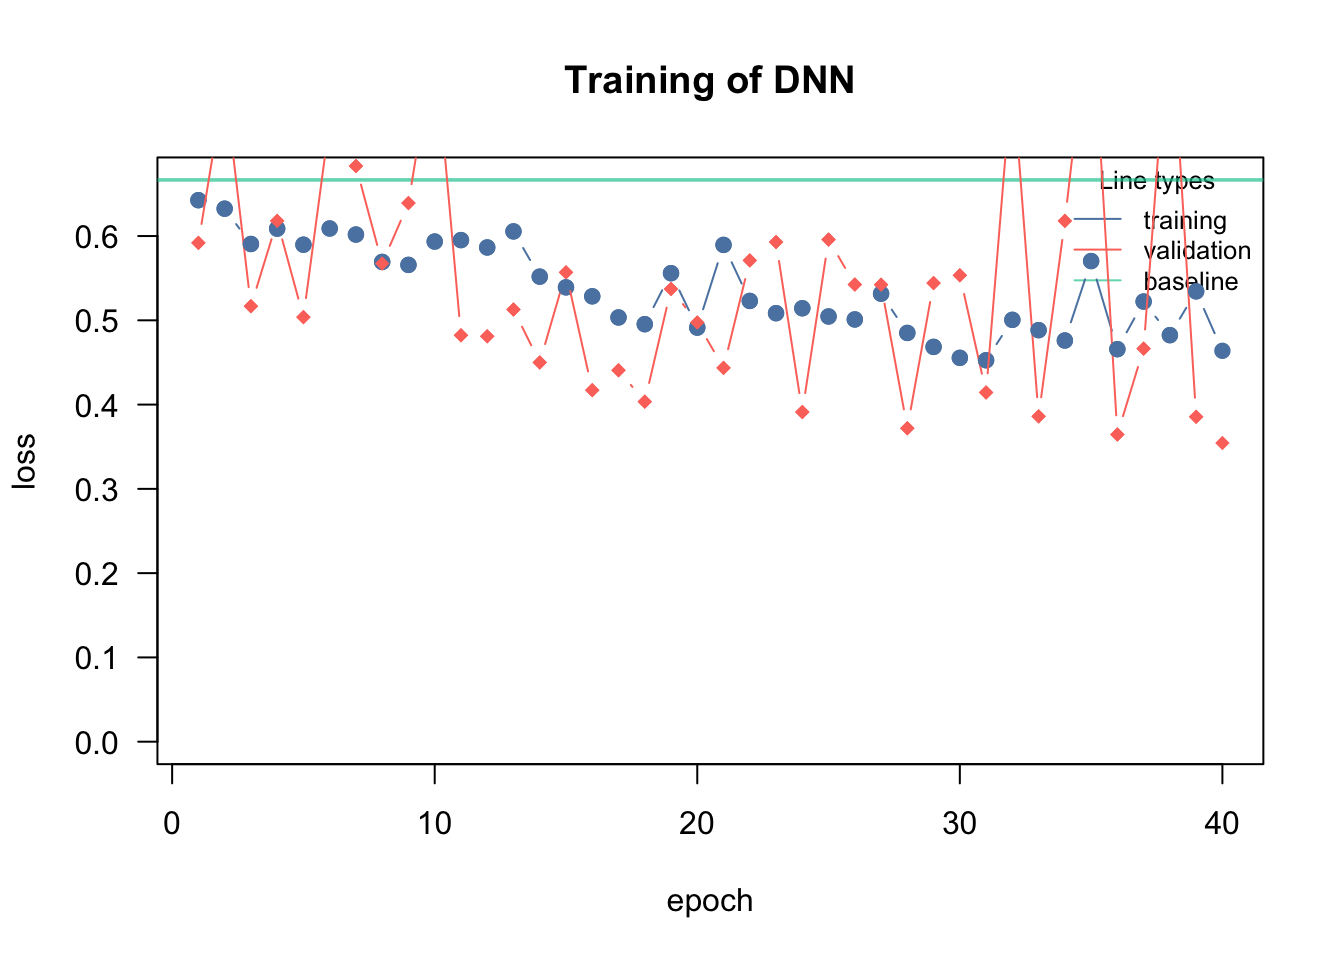 Training of DNN
Line types
training
validation
baseline
loss
0.6
0.5
0.4
0.3
0.2
0.1
0.0
0 10 20 30 40
epoch